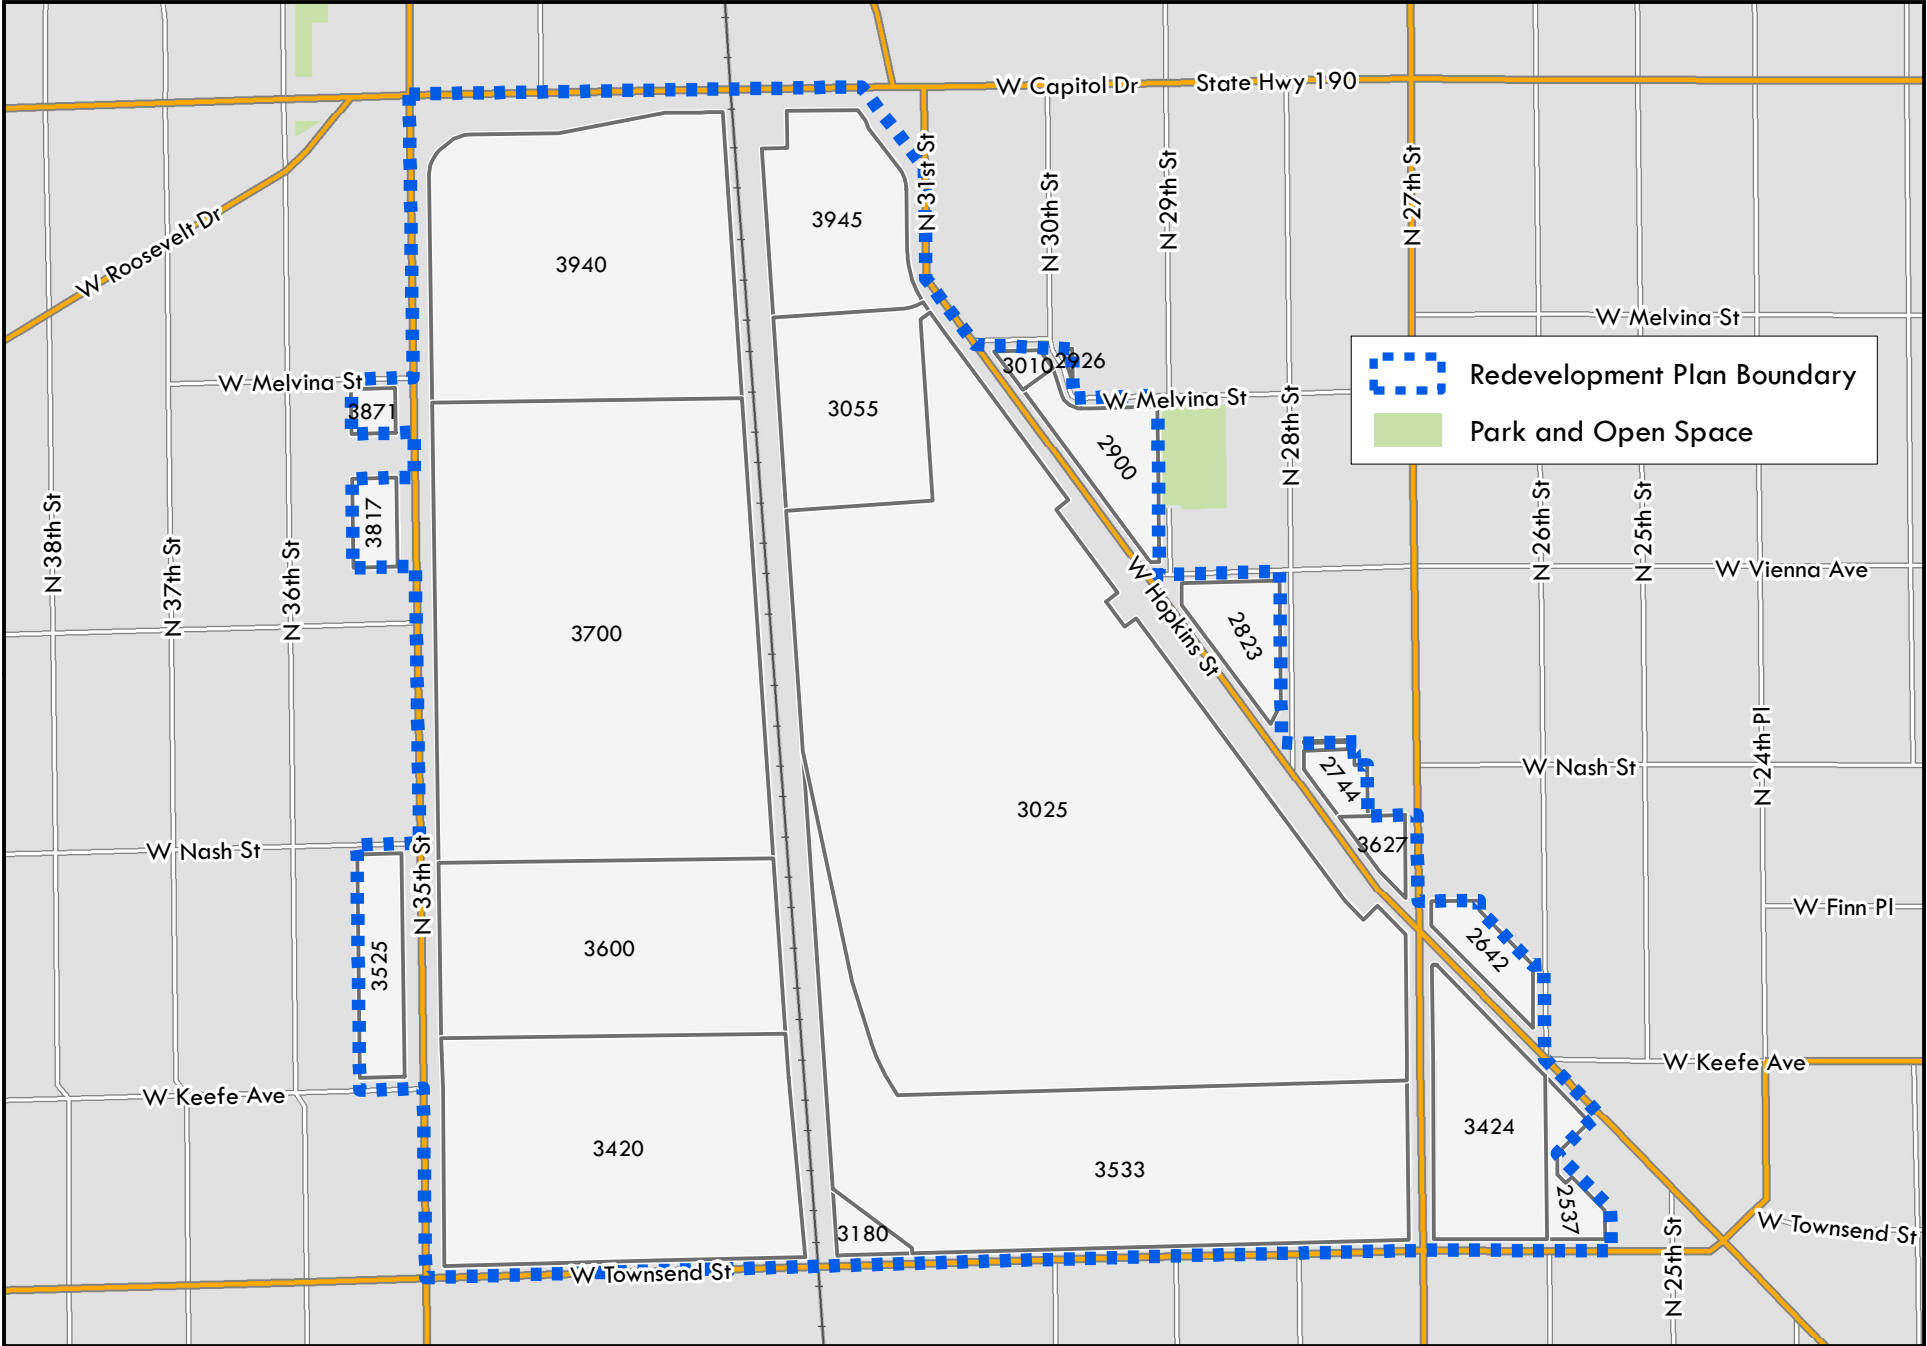 W Capitol Dr
State Hwy 190
N 31st St
N 30th St
N 29th St
N 27th St
3945
W Roosevelt Dr
3940
W Melvina St
Redevelopment Plan Boundary
Park and Open Space
3010
2926
W Melvina St
3871
W Melvina St
3055
N 28th St
2900
3817
N 38th St
N 37th St
N 36th St
N 26th St
N 25th St
W Vienna Ave
W Hopkins St
3700
2823
N 24th Pl
W Nash St
2744
3025
3627
W Nash St
N 35th St
W Finn Pl
3600
3525
2642
W Keefe Ave
W Keefe Ave
3424
3420
3533
2537
W Townsend St
3180
N 25th St
W Townsend St